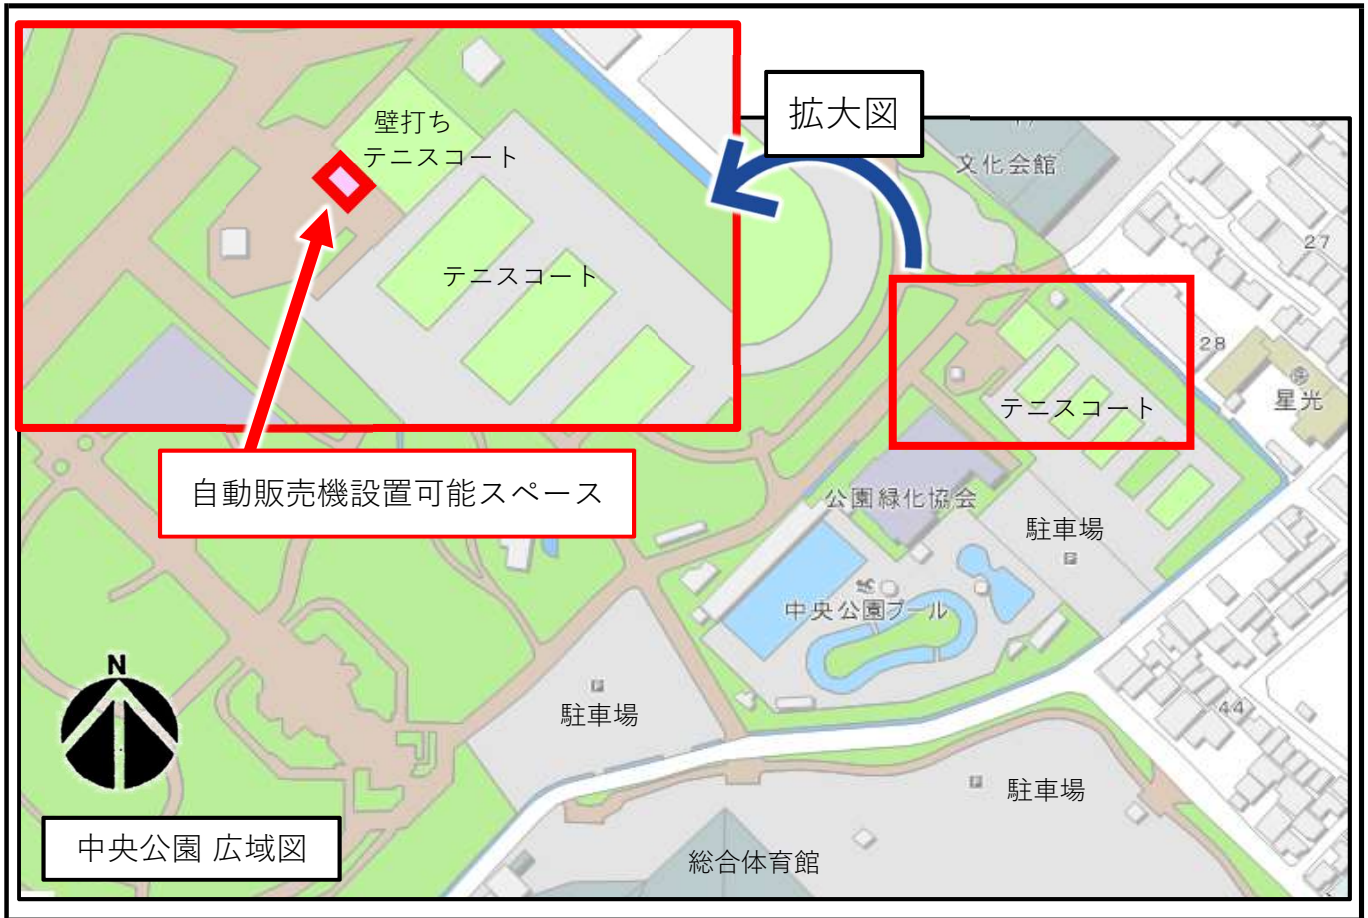 壁打ち
テニスコート
拡大図
文化会館
27
テニスコート
28
星光
テニスコート
自動販売機設置可能スペース
公園緑化協会
駐車場
P
中央公園プール
N
P
駐車場
44
P
駐車場
中央公園 広域図
総合体育館